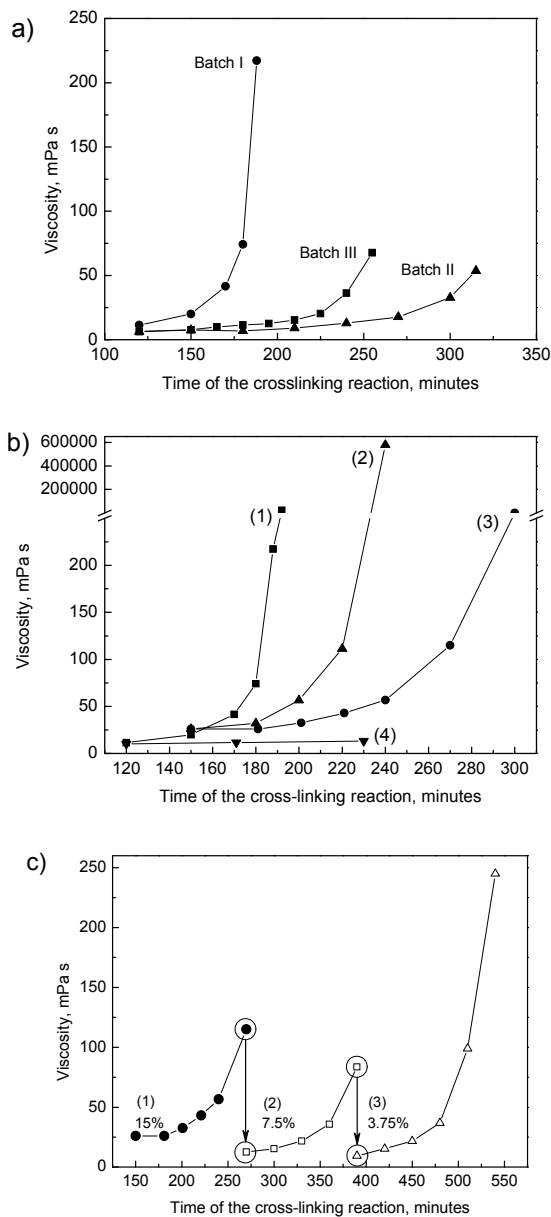 a)
250
200
150
100
50
0
Viscosity, mPa s
Batch I
Batch III
Batch II
100 150 200 250 300 350
Time of the crosslinking reaction, minutes
b)
600000
400000
200000
200
150
100
50
0
Viscosity, mPa s
(1)
(2)
(3)
(4)
120 140 160 180 200 220 240 260 280 300
Time of the cross-linking reaction, minutes
c)
250
200
150
100
50
0
Viscosity, mPa s
(1)
15%
(2)
7.5%
(3)
3.75%
150 200 250 300 350 400 450 500 550
Time of the cross-linking reaction, minutes